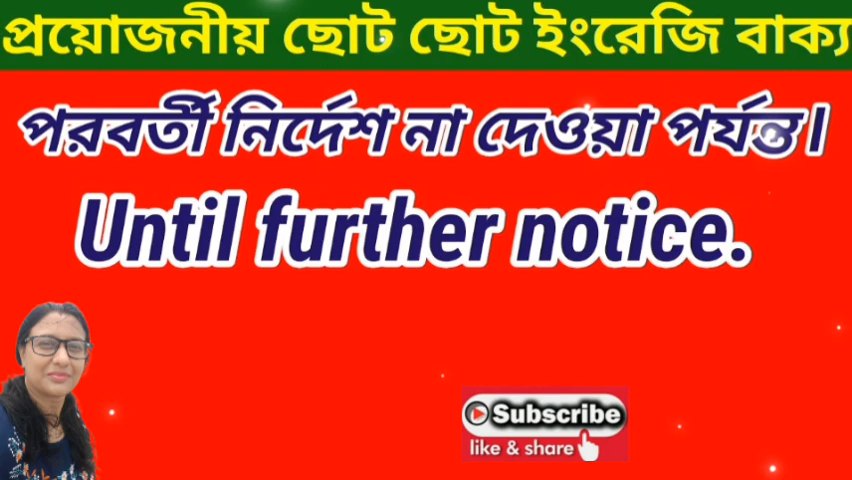 প্রয়োজনীয় ছোট ছোট ইংরেজি বাক্য
পরবর্তী নির্দেশ না দেওয়া পর্যন্ত।
Until further notice.
Subscribe
like & share